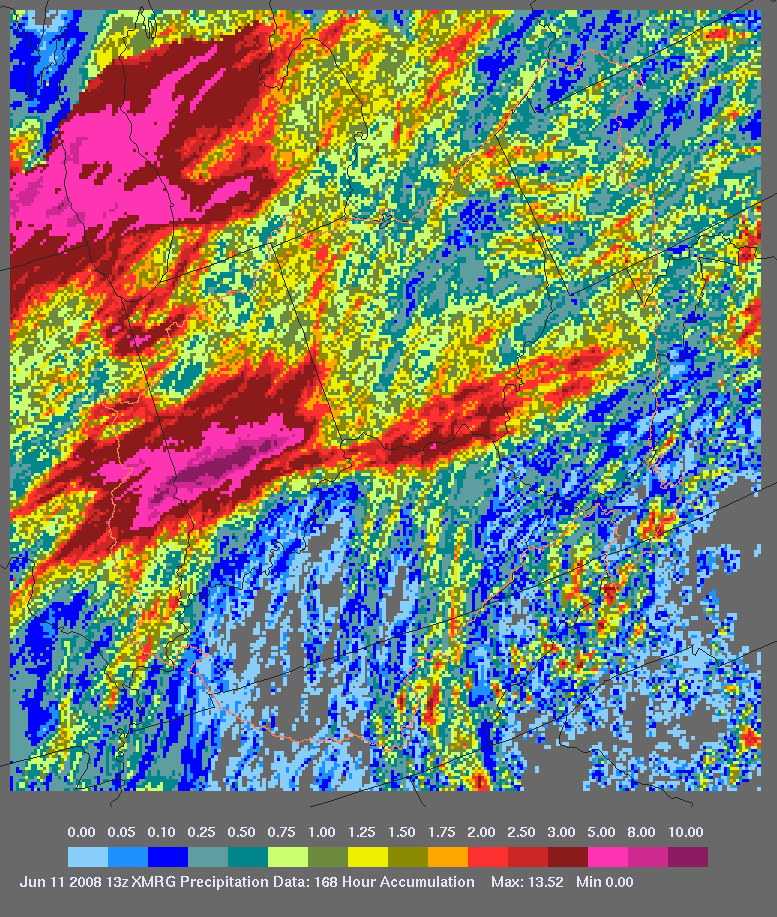 0.00 0.05 0.10 0.25 0.50 0.75 1.00 1.25 1.50 1.75 2.00 2.50 3.00 5.00 8.00 10.00
Jun 11 2008 13z XMRG Precipitation Data: 168 Hour Accumulation Max: 13.52 Min 0.00